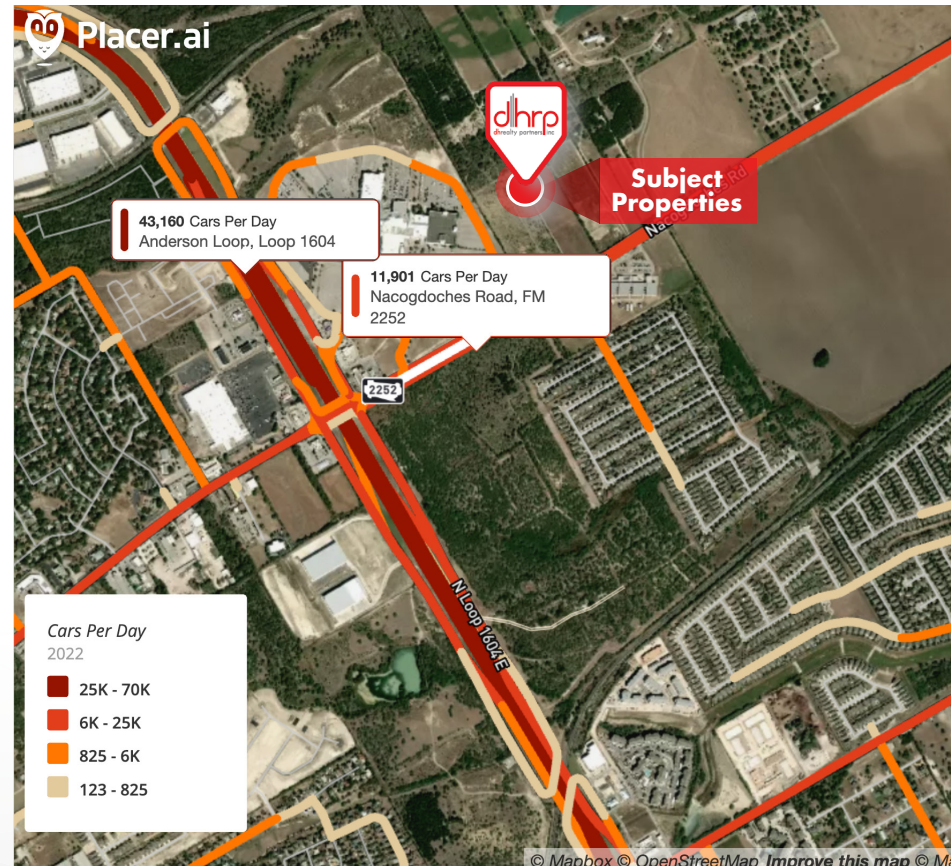 Placer.ai
dhrp
dhrealty partners inc
Subject
Properties
43,160 Cars Per Day
Anderson Loop, Loop 1604
11,901 Cars Per Day
Nacogdoches Road, FM
2252
2252
N Loop 1604 E
Cars Per Day
2022
25K - 70K
6K - 25K
825 - 6K
123 - 825
© Mapbox © OpenStreetMap Improve this map